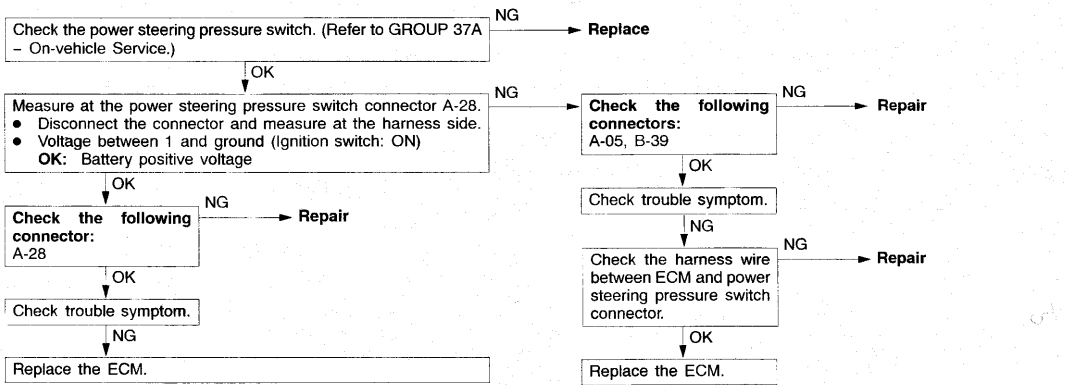 Check the power steering pressure switch. (Refer to GROUP 37A
– On-vehicle Service.)
NG
Replace
OK
Measure at the power steering pressure switch connector A-28.
● Disconnect the connector and measure at the harness side.
● Voltage between 1 and ground (Ignition switch: ON)
OK: Battery positive voltage
NG
Check the following
connectors:
A-05, B-39
NG
Repair
OK
Check the following
connector:
A-28
NG
Repair
OK
Check trouble symptom.
NG
Replace the ECM.
OK
Check trouble symptom.
NG
Check the harness wire
between ECM and power
steering pressure switch
connector.
NG
Repair
OK
Replace the ECM.